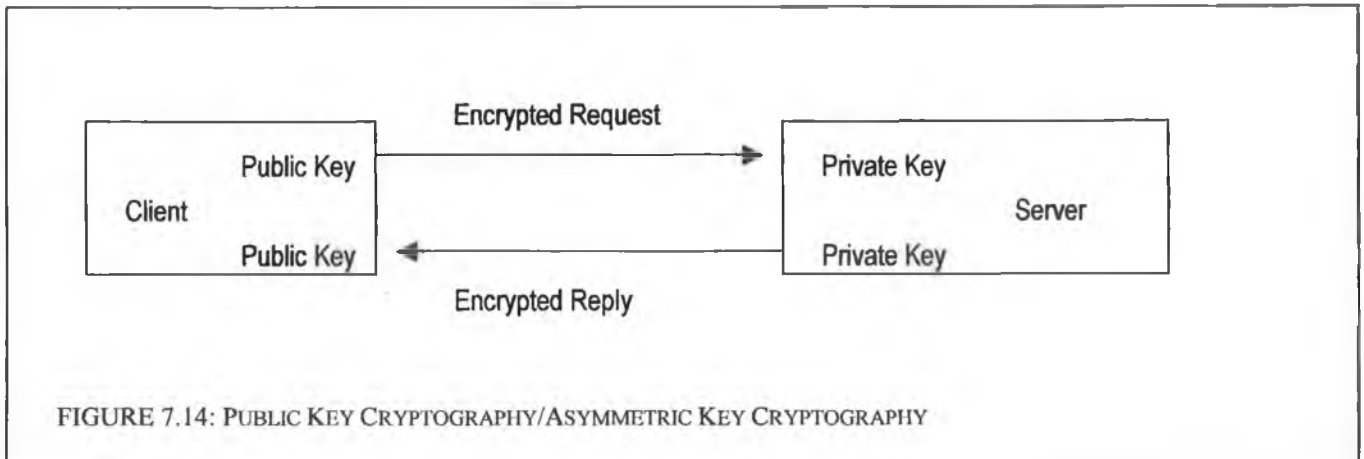 Encrypted Request
Public Key
Private Key
Client
Server
Public Key
Private Key
Encrypted Reply
FIGURE 7.14: PUBLIC KEY CRYPTOGRAPHY/ASYMMETRIC KEY CRYPTOGRAPHY